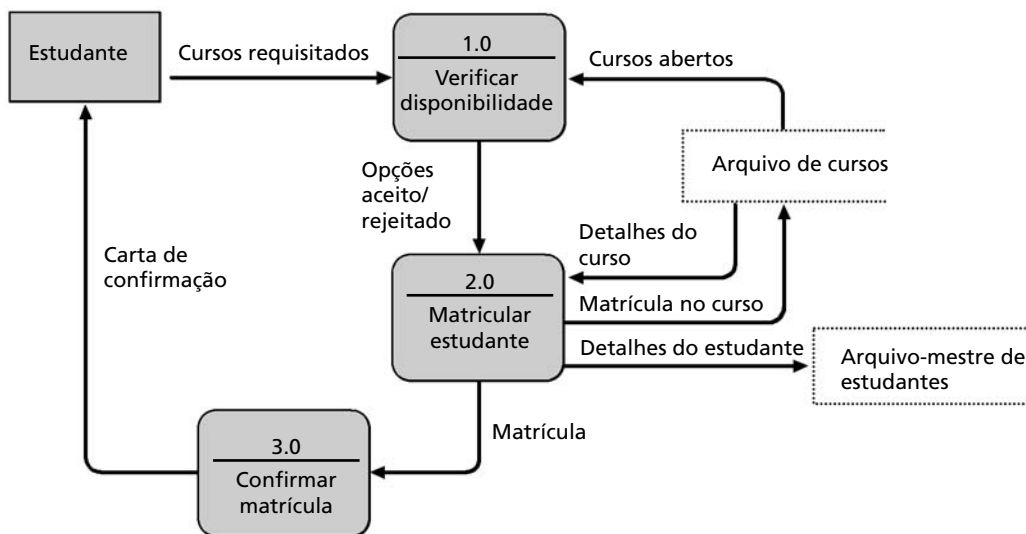 Estudante
Cursos requisitados
1.0
Verificar
disponibilidade
Cursos abertos
Arquivo de cursos
Opções
aceito/
rejeitado
Detalhes do
curso
Carta de
confirmação
2.0
Matricular
estudante
Matrícula no curso
Detalhes do estudante
Arquivo-mestre de
estudantes
Matrícula
3.0
Confirmar
matrícula